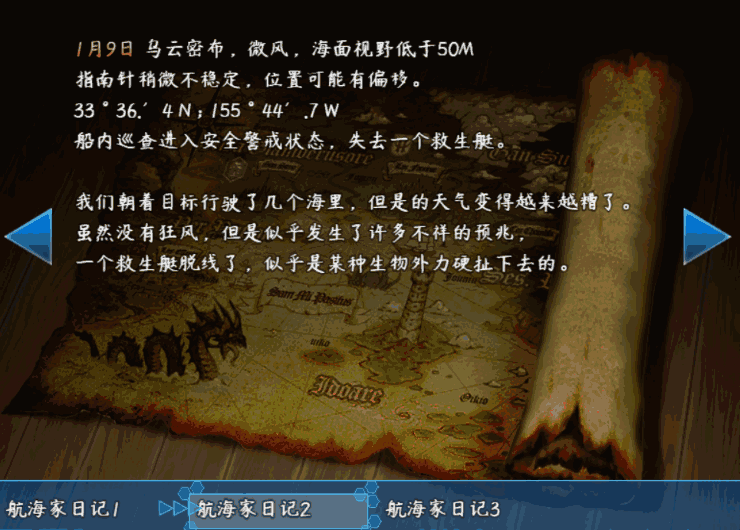 1月9日 乌云密布，微风，海面视野低于50M
指南针稍微不稳定，位置可能有偏移。
33°36.′4N；155°44′.7W
船内巡查进入安全警戒状态，失去一个救生艇。
我们朝着目标行驶了几个海里，但是的天气变得越来越糟了。
虽然没有狂风，但是似乎发生了许多不祥的预兆，
一个救生艇脱线了，似乎是某种生物外力硬扯下去的。
Sum Mi Postus
niko
Idoare
Oikio
航海家日记1
航海家日记2
航海家日记3